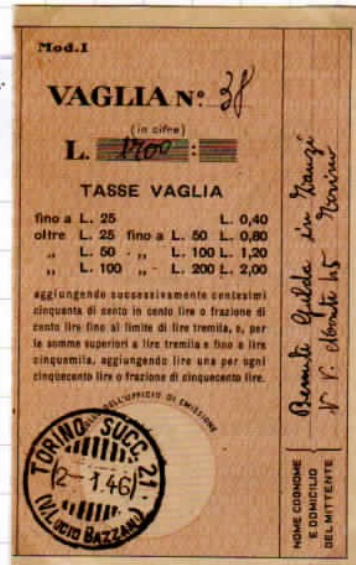 Mod. I
VAGLIA N° 38
(in cifre)
L. 1700
TASSE VAGLIA
fino a L. 25 L. 0,40
oltre L. 25 fino a L. 50 L. 0,80
„ L. 50 - „ L. 100 L. 1,20
„ L. 100 „ - L. 200 L. 2,00
aggiungendo successivamente centesimi
cinquanta di cento in cento lire o frazione di
cento lire fino al limite di lire tremila, e, per
le somme superiori a lire tremila e fino a lire
cinquemila, aggiungendo lire una per ogni
cinquecento lire o frazione di cinquecento lire.
DELL'UFFICIO DI EMISSIONE
TORINO SUCC. 21
(2-1.46)
(V. LUCIO BAZZANI)
NOME COGNOME
E DOMICILIO
DEL MITTENTE
Gilda in
Torino